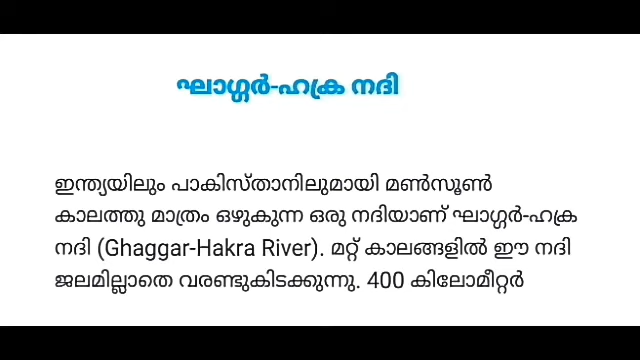 ഘാഗ്ഗർ-ഹക്ര നദി
ഇന്ത്യയിലും പാകിസ്താനിലുമായി മൺസൂൺ
കാലത്തു മാത്രം ഒഴുകുന്ന ഒരു നദിയാണ് ഘാഗ്ഗർ-ഹക്ര
നദി (Ghaggar-Hakra River). മറ്റ് കാലങ്ങളിൽ ഈ നദി
ജലമില്ലാതെ വരണ്ടുകിടക്കുന്നു. 400 കിലോമീറ്റർ